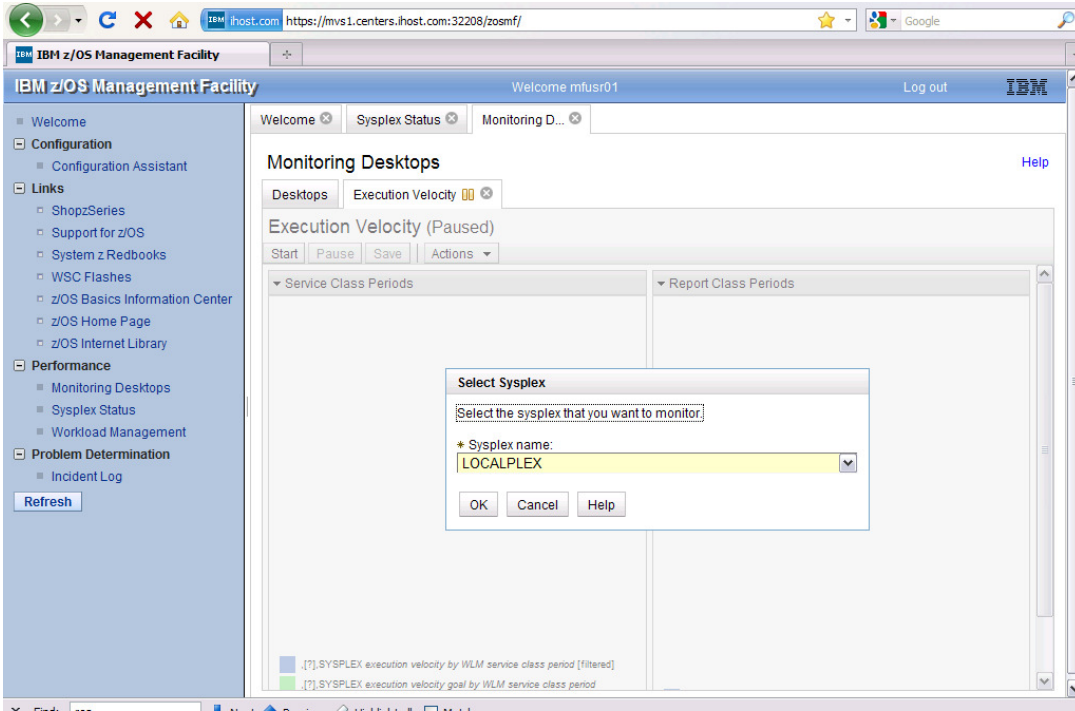 IBM ihost.com https://mvs1.centers.ihost.com:32208/zosmf/
Google
IBM IBM z/OS Management Facility
IBM z/OS Management Facility
Welcome mfusr01
Log out
IBM
Welcome
Configuration
Configuration Assistant
Links
ShopzSeries
Support for z/OS
System z Redbooks
WSC Flashes
z/OS Basics Information Center
z/OS Home Page
z/OS Internet Library
Performance
Monitoring Desktops
Sysplex Status
Workload Management
Problem Determination
Incident Log
Refresh
Welcome
Sysplex Status
Monitoring D...
Monitoring Desktops
Help
Desktops
Execution Velocity
Execution Velocity (Paused)
Start
Pause
Save
Actions
Service Class Periods
Report Class Periods
Select Sysplex
Select the sysplex that you want to monitor.
* Sysplex name:
LOCALPLEX
OK
Cancel
Help
,[?],SYSPLEX execution velocity by WLM service class period [filtered]
,[?],SYSPLEX execution velocity goal by WLM service class period